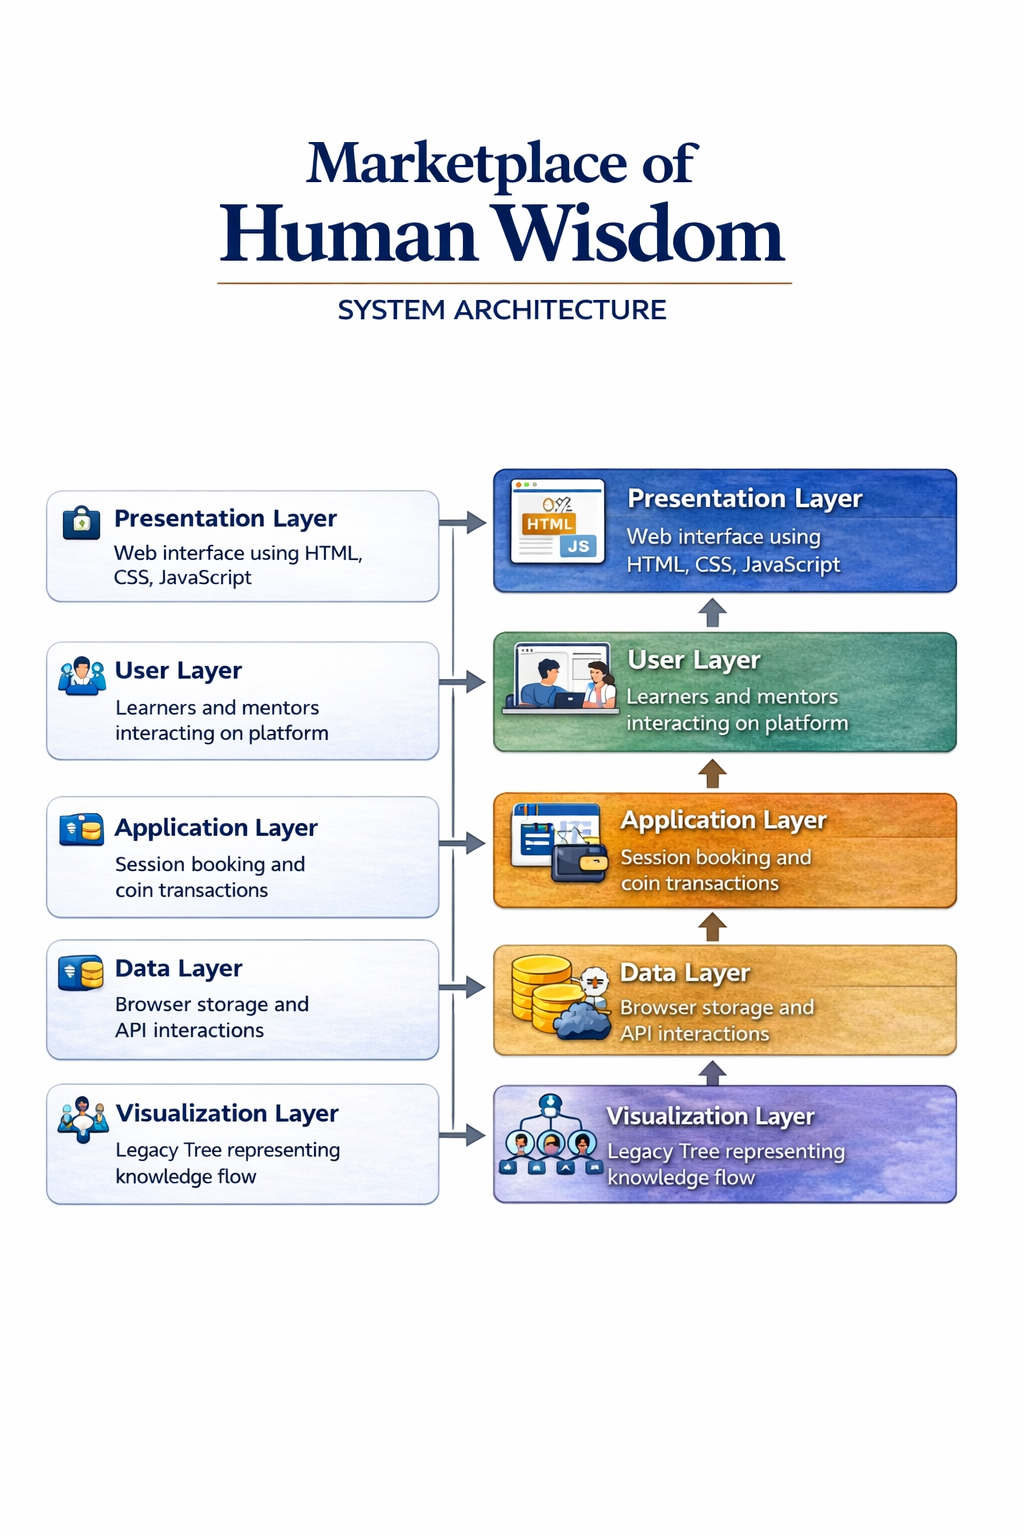 Marketplace of
Human Wisdom
SYSTEM ARCHITECTURE
Presentation Layer
Web interface using HTML,
CSS, JavaScript
User Layer
Learners and mentors
interacting on platform
Application Layer
Session booking and
coin transactions
Data Layer
Browser storage and
API interactions
Visualization Layer
Legacy Tree representing
knowledge flow
0%
HTML
JS
Presentation Layer
Web interface using
HTML, CSS, JavaScript
User Layer
Learners and mentors
interacting on platform
Application Layer
Session booking and
coin transactions
Data Layer
Browser storage and
API interactions
Visualization Layer
Legacy Tree representing
knowledge flow